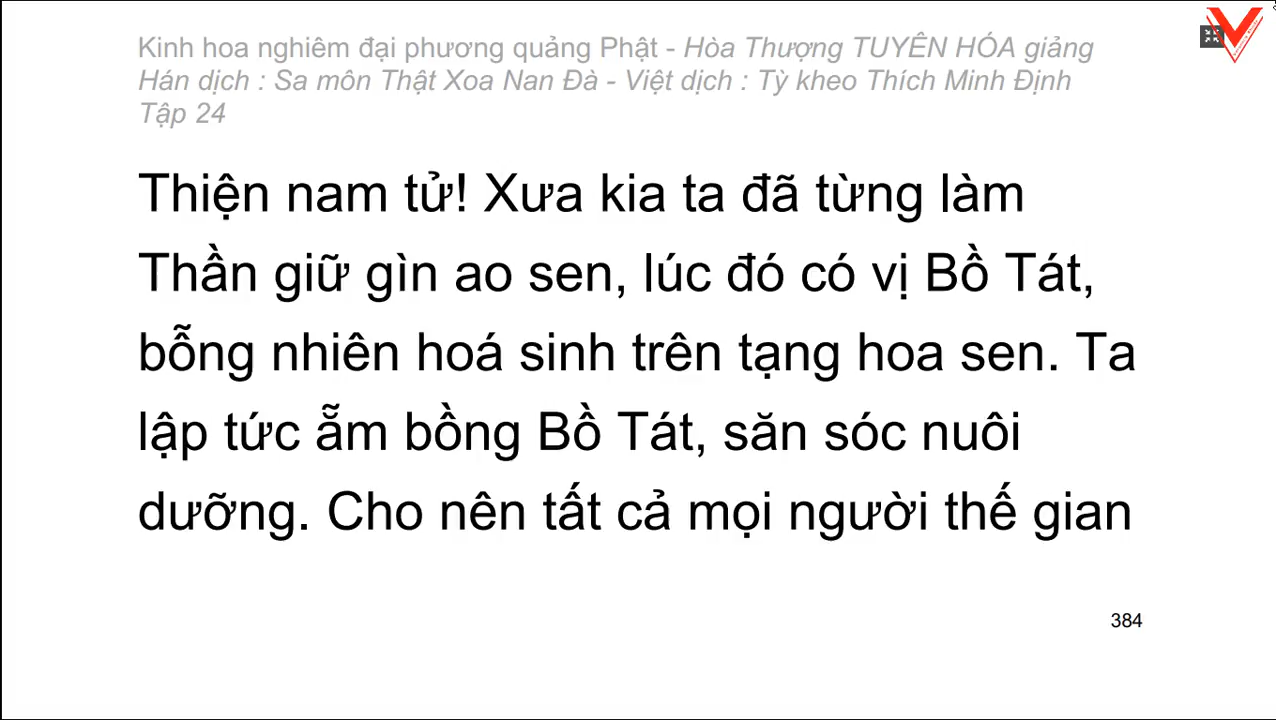 Kinh hoa nghiêm đại phương quảng Phật - Hòa Thượng TUYÊN HÓA giảng
Hán dịch : Sa môn Thật Xoa Nan Đà - Việt dịch : Tỳ kheo Thích Minh Định
Tập 24
Thiện nam tử! Xưa kia ta đã từng làm
Thần giữ gìn ao sen, lúc đó có vị Bồ Tát,
bỗng nhiên hoá sinh trên tạng hoa sen. Ta
lập tức ẵm bồng Bồ Tát, săn sóc nuôi
dưỡng. Cho nên tất cả mọi người thế gian
384